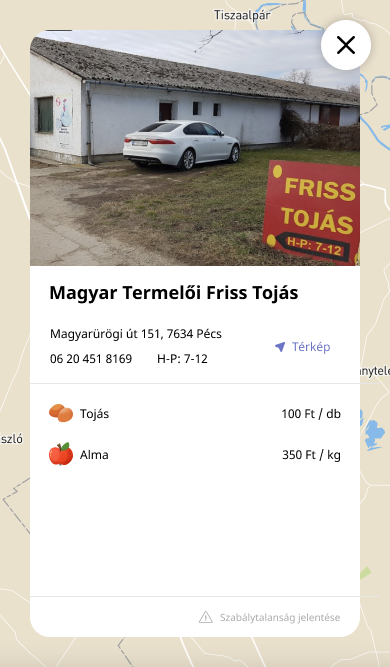 Tiszaalpár
FRISS
TOJÁS
H-P: 7-12
Magyar Termelői Friss Tojás
Magyarürögi út 151, 7634 Pécs
06 20 451 8169 H-P: 7-12
Térkép
nytele
szló
Tojás 100 Ft / db
Alma 350 Ft / kg
Szabálytalanság jelentése